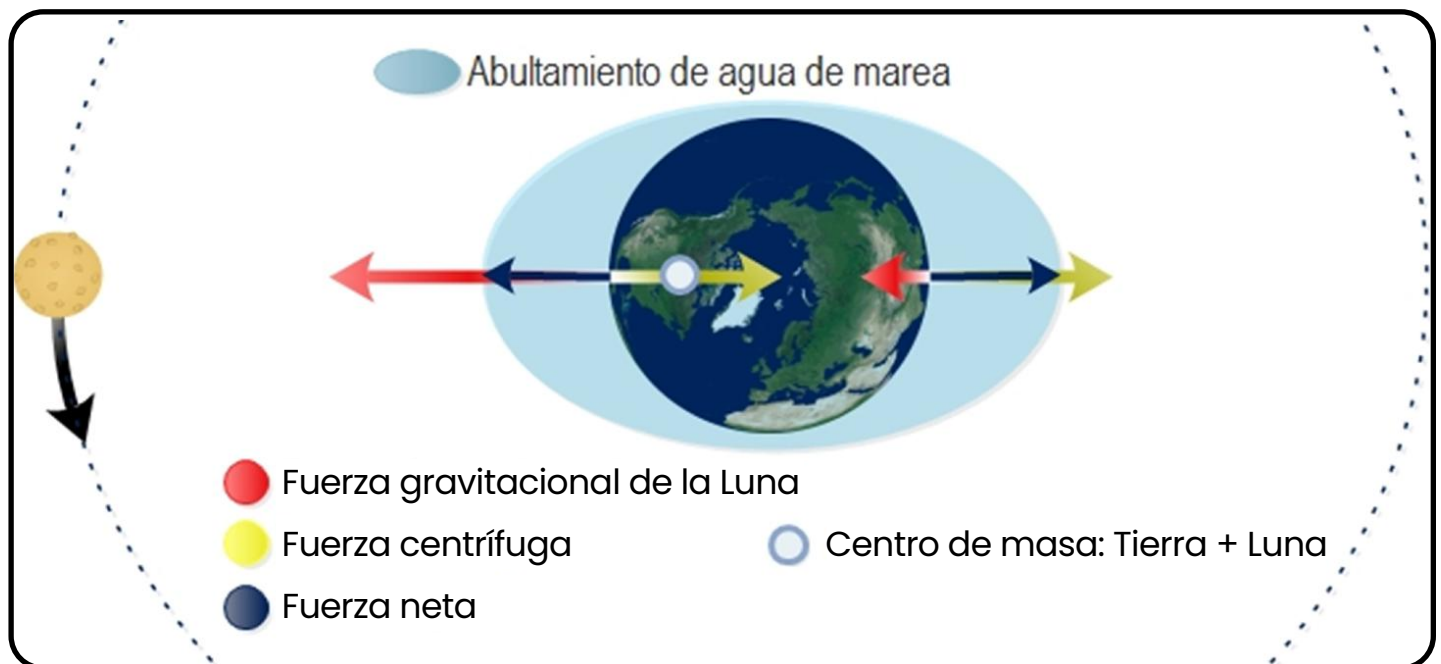 Abultamiento de agua de marea
Fuerza gravitacional de la Luna
Fuerza centrífuga
Centro de masa: Tierra + Luna
Fuerza neta